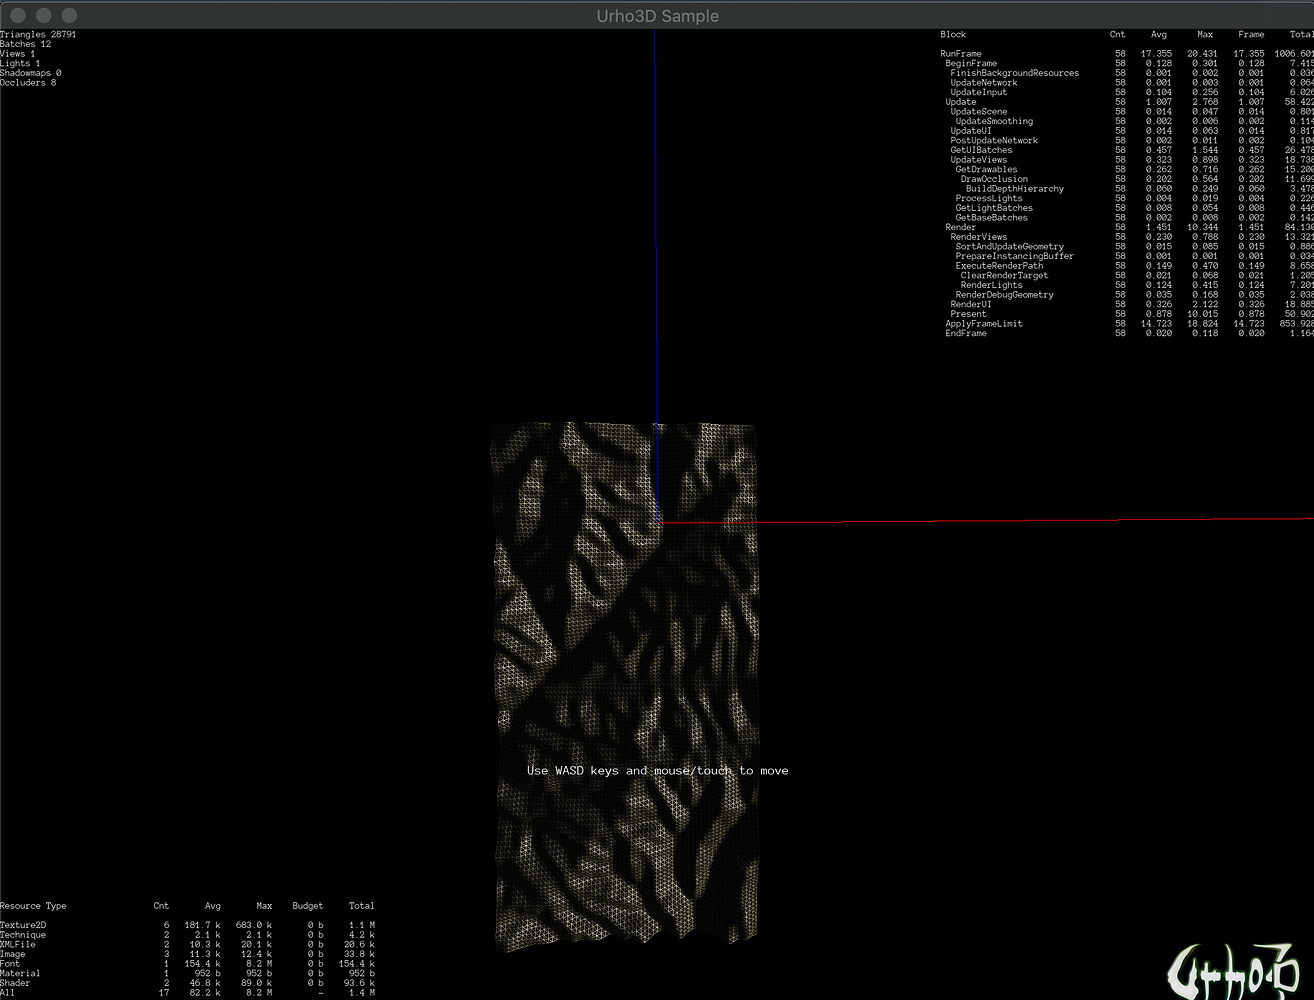 Urho3D Sample
Triangles 28791
Batches 12
Views 1
Lights 1
Shadowmaps 0
Occluders 8
Block Cnt Avg Max Frame Total
RunFrame 58 17.355 20.431 17.355 1006.601
BeginFrame 58 0.128 0.301 0.128 7.415
FinishBackgroundResources 58 0.001 0.002 0.001 0.036
UpdateNetwork 58 0.001 0.003 0.001 0.064
UpdateInput 58 0.104 0.256 0.104 6.026
Update 58 1.007 2.768 1.007 58.422
UpdateScene 58 0.014 0.047 0.014 0.801
UpdateSmoothing 58 0.002 0.006 0.002 0.114
UpdateUI 58 0.014 0.063 0.014 0.817
PostUpdateNetwork 58 0.002 0.011 0.002 0.104
GetUIBatches 58 0.457 1.544 0.457 26.478
UpdateViews 58 0.323 0.898 0.323 18.738
GetDrawables 58 0.262 0.716 0.262 15.200
DrawOcclusion 58 0.202 0.564 0.202 11.699
BuildDepthHierarchy 58 0.060 0.249 0.060 3.478
ProcessLights 58 0.004 0.019 0.004 0.226
GetLightBatches 58 0.008 0.054 0.008 0.446
GetBaseBatches 58 0.002 0.008 0.002 0.142
Render 58 1.451 10.344 1.451 84.130
RenderViews 58 0.230 0.788 0.230 13.321
SortAndUpdateGeometry 58 0.015 0.085 0.015 0.886
PrepareInstancingBuffer 58 0.001 0.001 0.001 0.034
ExecuteRenderPath 58 0.149 0.470 0.149 8.658
ClearRenderTarget 58 0.021 0.068 0.021 1.205
RenderLights 58 0.124 0.415 0.124 7.201
RenderDebugGeometry 58 0.035 0.168 0.035 2.038
RenderUI 58 0.326 2.122 0.326 18.885
Present 58 0.878 10.015 0.878 50.902
ApplyFrameLimit 58 14.723 18.824 14.723 853.928
EndFrame 58 0.020 0.118 0.020 1.164
Use WASD keys and mouse/touch to move
Resource Type Cnt Avg Max Budget Total
Texture2D 6 181.7 k 683.0 k 0 b 1.1 M
Technique 2 2.1 k 2.1 k 0 b 4.2 k
XMLFile 2 10.3 k 20.1 k 0 b 20.6 k
Image 3 11.3 k 12.4 k 0 b 33.8 k
Font 1 154.4 k 8.2 M 0 b 154.4 k
Material 1 952 b 952 b 0 b 952 b
Shader 2 46.8 k 89.0 k 0 b 93.6 k
All 17 82.2 k 8.2 M - 1.4 M
Urho3D